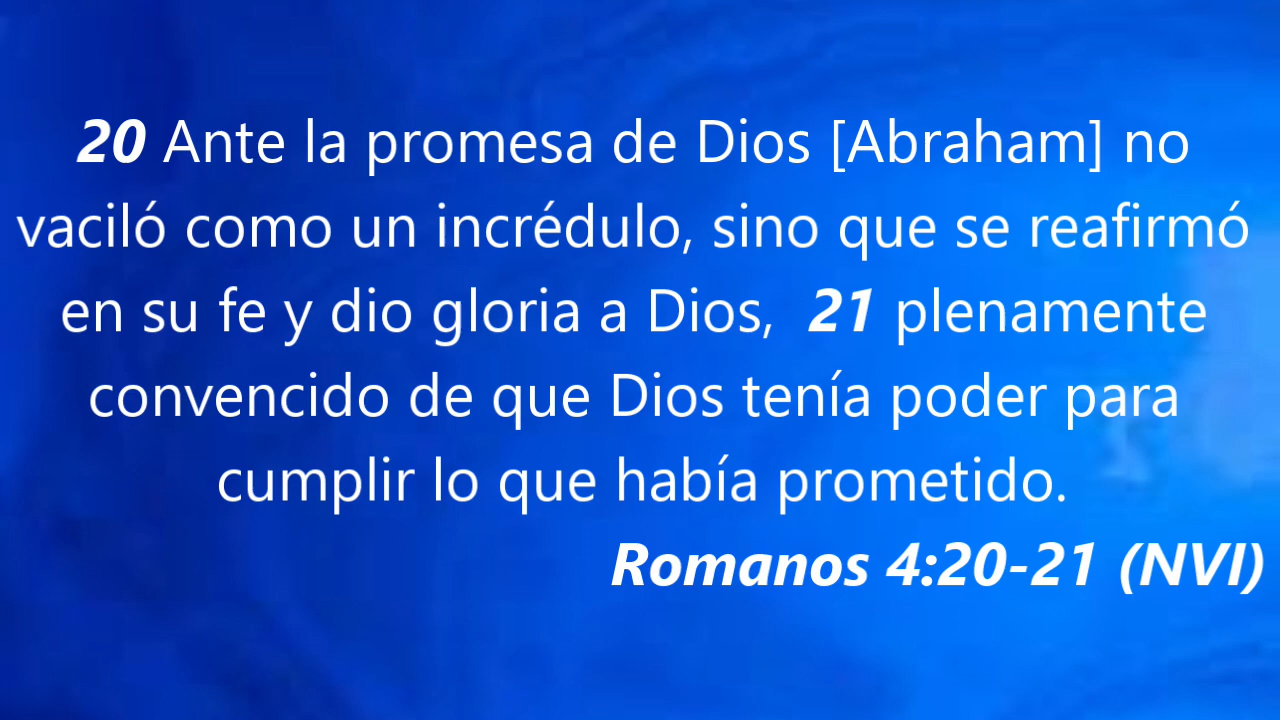 20 Ante la promesa de Dios [Abraham] no
vaciló como un incrédulo, sino que se reafirmó
en su fe y dio gloria a Dios, 21 plenamente
convencido de que Dios tenía poder para
cumplir lo que había prometido.
Romanos 4:20-21 (NVI)